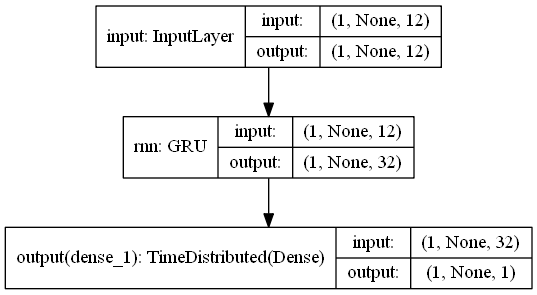 input: InputLayer
input: (1, None, 12)
output: (1, None, 12)
rnn: GRU
input: (1, None, 12)
output: (1, None, 32)
output(dense_1): TimeDistributed(Dense)
input: (1, None, 32)
output: (1, None, 1)